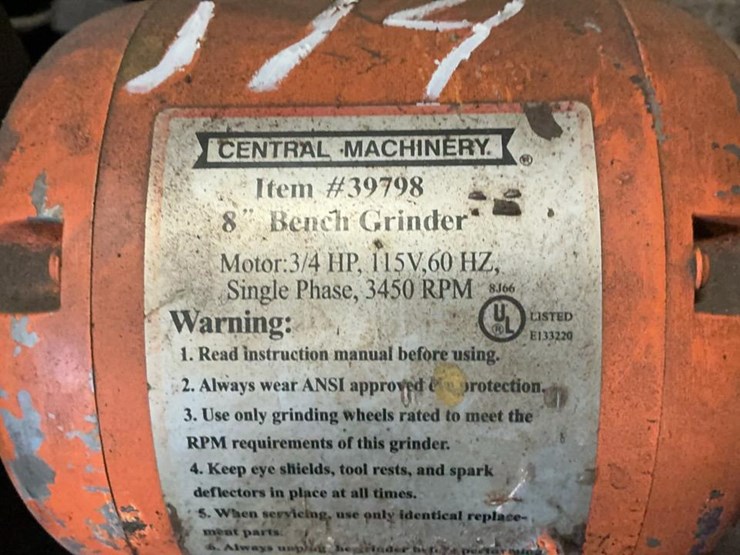 114
CENTRAL MACHINERY.
®
Item #39798
8" Bench Grinder
Motor:3/4 HP, 115V,60 HZ,
Single Phase, 3450 RPM
8J66
UL
®
LISTED
E133220
Warning:
1. Read instruction manual before using.
2. Always wear ANSI approved protection.
3. Use only grinding wheels rated to meet the
RPM requirements of this grinder.
4. Keep eye shields, tool rests, and spark
deflectors in place at all times.
5. When servicing, use only identical replace-
ment parts.
6. Always unplug